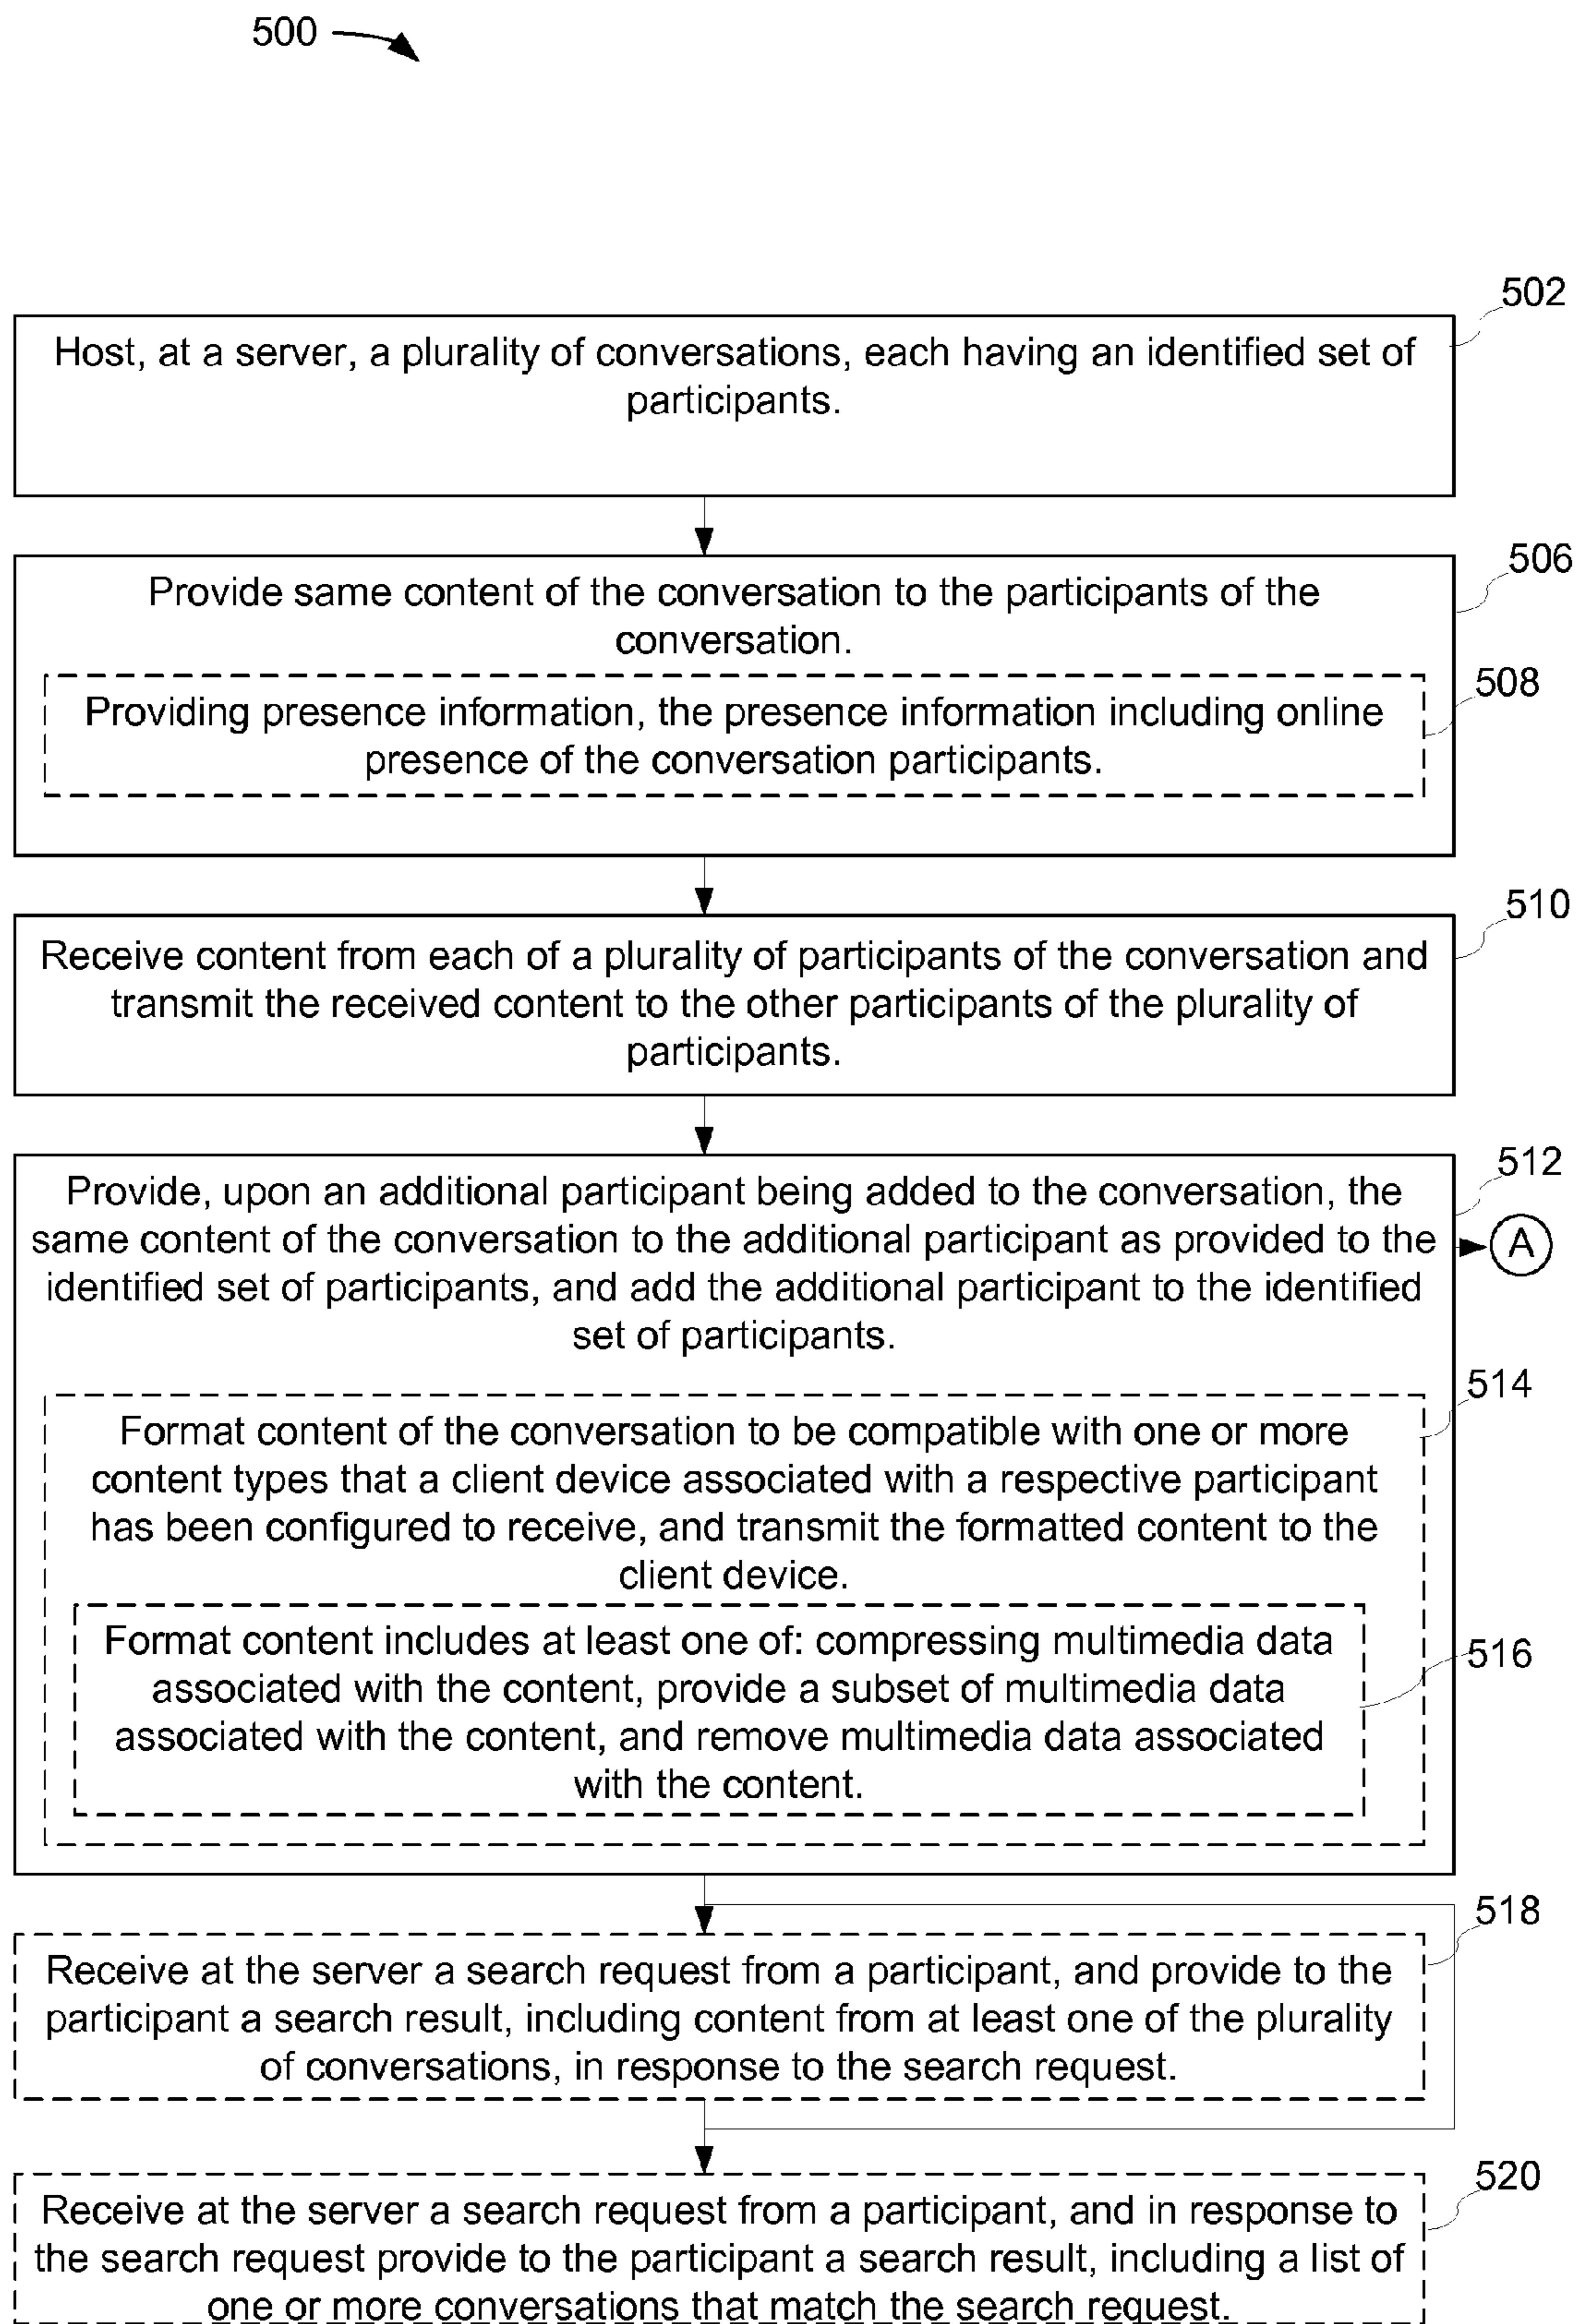 500
502
Host, at a server, a plurality of conversations, each having an identified set of
participants.
506
Provide same content of the conversation to the participants of the
conversation.
508
Providing presence information, the presence information including online
presence of the conversation participants.
510
Receive content from each of a plurality of participants of the conversation and
transmit the received content to the other participants of the plurality of
participants.
512
Provide, upon an additional participant being added to the conversation, the
same content of the conversation to the additional participant as provided to the
identified set of participants, and add the additional participant to the identified
set of participants.
A
514
Format content of the conversation to be compatible with one or more
content types that a client device associated with a respective participant
has been configured to receive, and transmit the formatted content to the
client device.
516
Format content includes at least one of: compressing multimedia data
associated with the content, provide a subset of multimedia data
associated with the content, and remove multimedia data associated
with the content.
518
Receive at the server a search request from a participant, and provide to the
participant a search result, including content from at least one of the plurality
of conversations, in response to the search request.
520
Receive at the server a search request from a participant, and in response to
the search request provide to the participant a search result, including a list of
one or more conversations that match the search request.